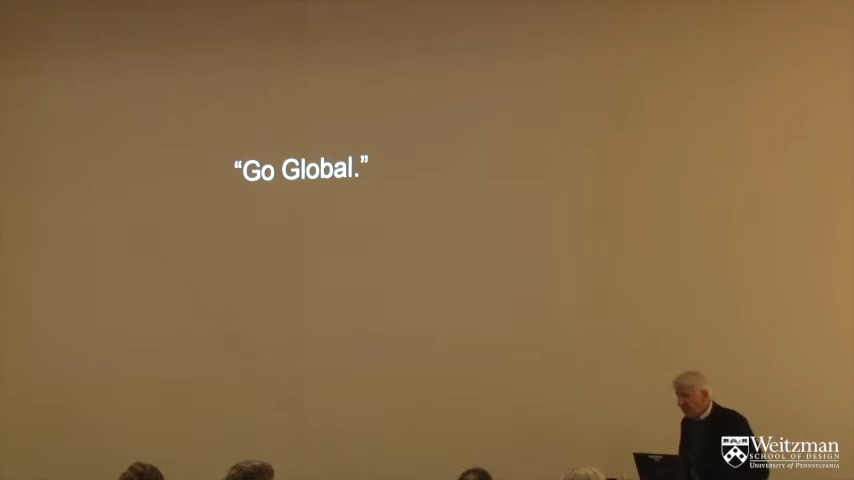 “Go Global.”
Weitzman
SCHOOL OF DESIGN
UNIVERSITY of PENNSYLVANIA